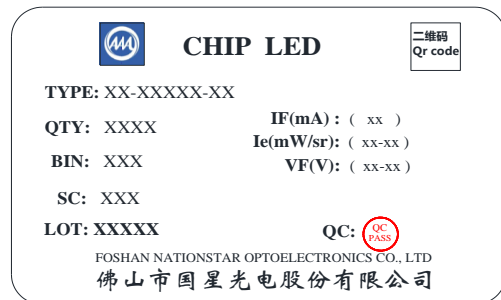 CHIP LED
二维码
Qr code
TYPE: XX-XXXXX-XX
QTY: XXXX
IF(mA) : ( xx )
Ie(mW/sr): ( xx-xx )
BIN: XXX
VF(V): ( xx-xx )
SC: XXX
LOT: XXXXX
QC: QC PASS
FOSHAN NATIONSTAR OPTOELECTRONICS CO., LTD
佛山市国星光电股份有限公司